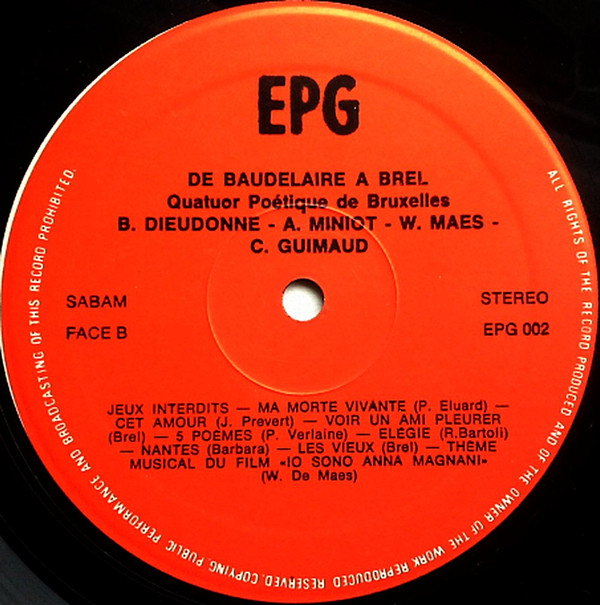 EPG
DE BAUDELAIRE A BREL
Quatuor Poétique de Bruxelles
B. DIEUDONNE - A. MINIOT - W. MAES -
C. GUIMAUD
SABAM
FACE B
STEREO
EPG 002
JEUX INTERDITS — MA MORTE VIVANTE (P. Eluard) —
CET AMOUR (J. Prevert) — VOIR UN AMI PLEURER
(Brel) — 5 POÈMES (P. Verlaine) — ELÉGIE (R.Bartoli)
— NANTES (Barbara) — LES VIEUX (Brel) — THÈME
MUSICAL DU FILM «IO SONO ANNA MAGNANI»
(W. De Maes)
ALL RIGHTS OF THE RECORD PRODUCED AND OF THE OWNER OF THE WORK REPRODUCED RESERVED.COPYING, PUBLIC PERFORMANCE AND BROADCASTING OF THIS RECORD PROHIBITED.